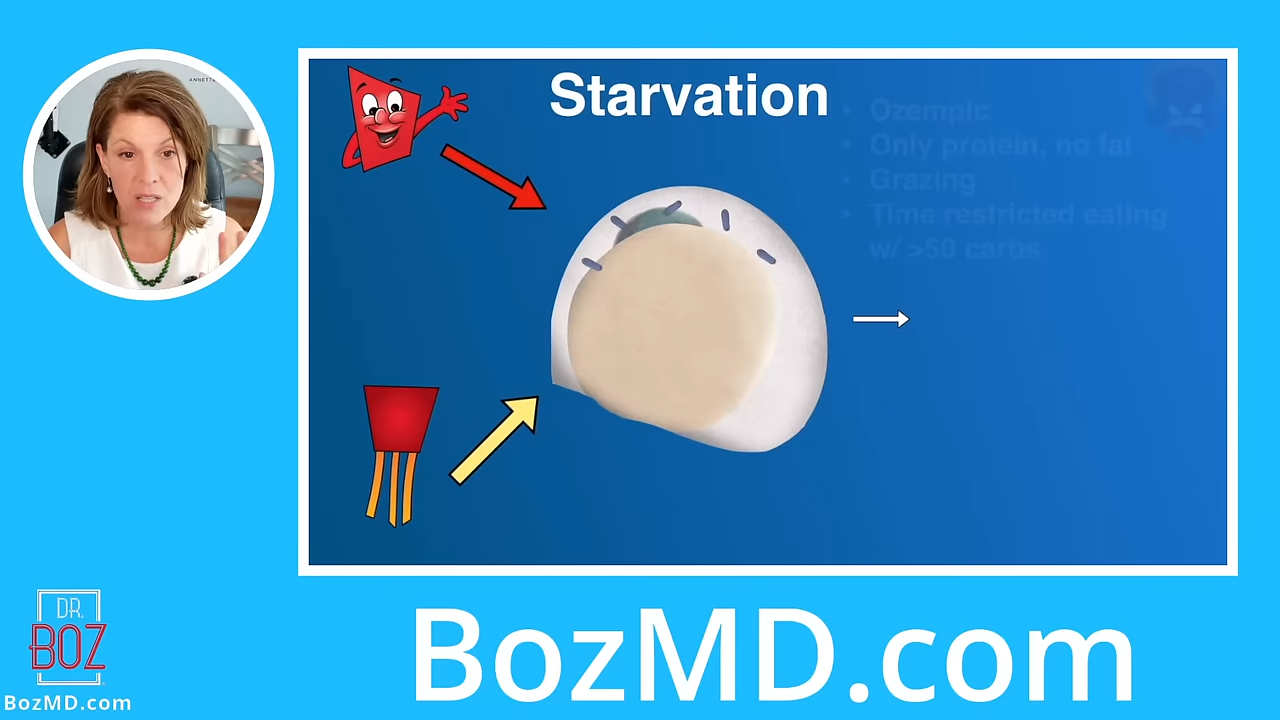 Starvation
• Ozempic
• Only protein, no fat
• Grazing
• Time restricted eating
w/ >50 carbs
DR.
BOZ
BozMD.com
BozMD.com